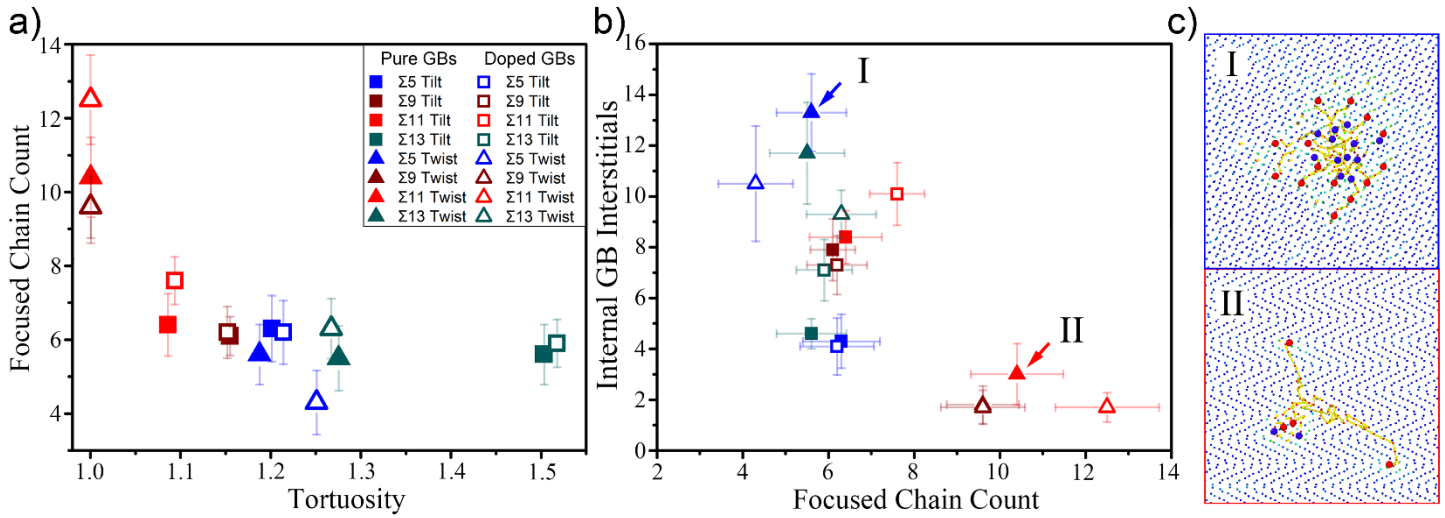 a)
Focused Chain Count
14
12
10
8
6
4
1.0 1.1 1.2 1.3 1.4 1.5
Tortuosity
Pure GBs Doped GBs
Σ5 Tilt Σ5 Tilt
Σ9 Tilt Σ9 Tilt
Σ11 Tilt Σ11 Tilt
Σ13 Tilt Σ13 Tilt
Σ5 Twist Σ5 Twist
Σ9 Twist Σ9 Twist
Σ11 Twist Σ11 Twist
Σ13 Twist Σ13 Twist
b)
Internal GB Interstitials
16
14
12
10
8
6
4
2
0
2 4 6 8 10 12 14
Focused Chain Count
I
II
c)
I
II